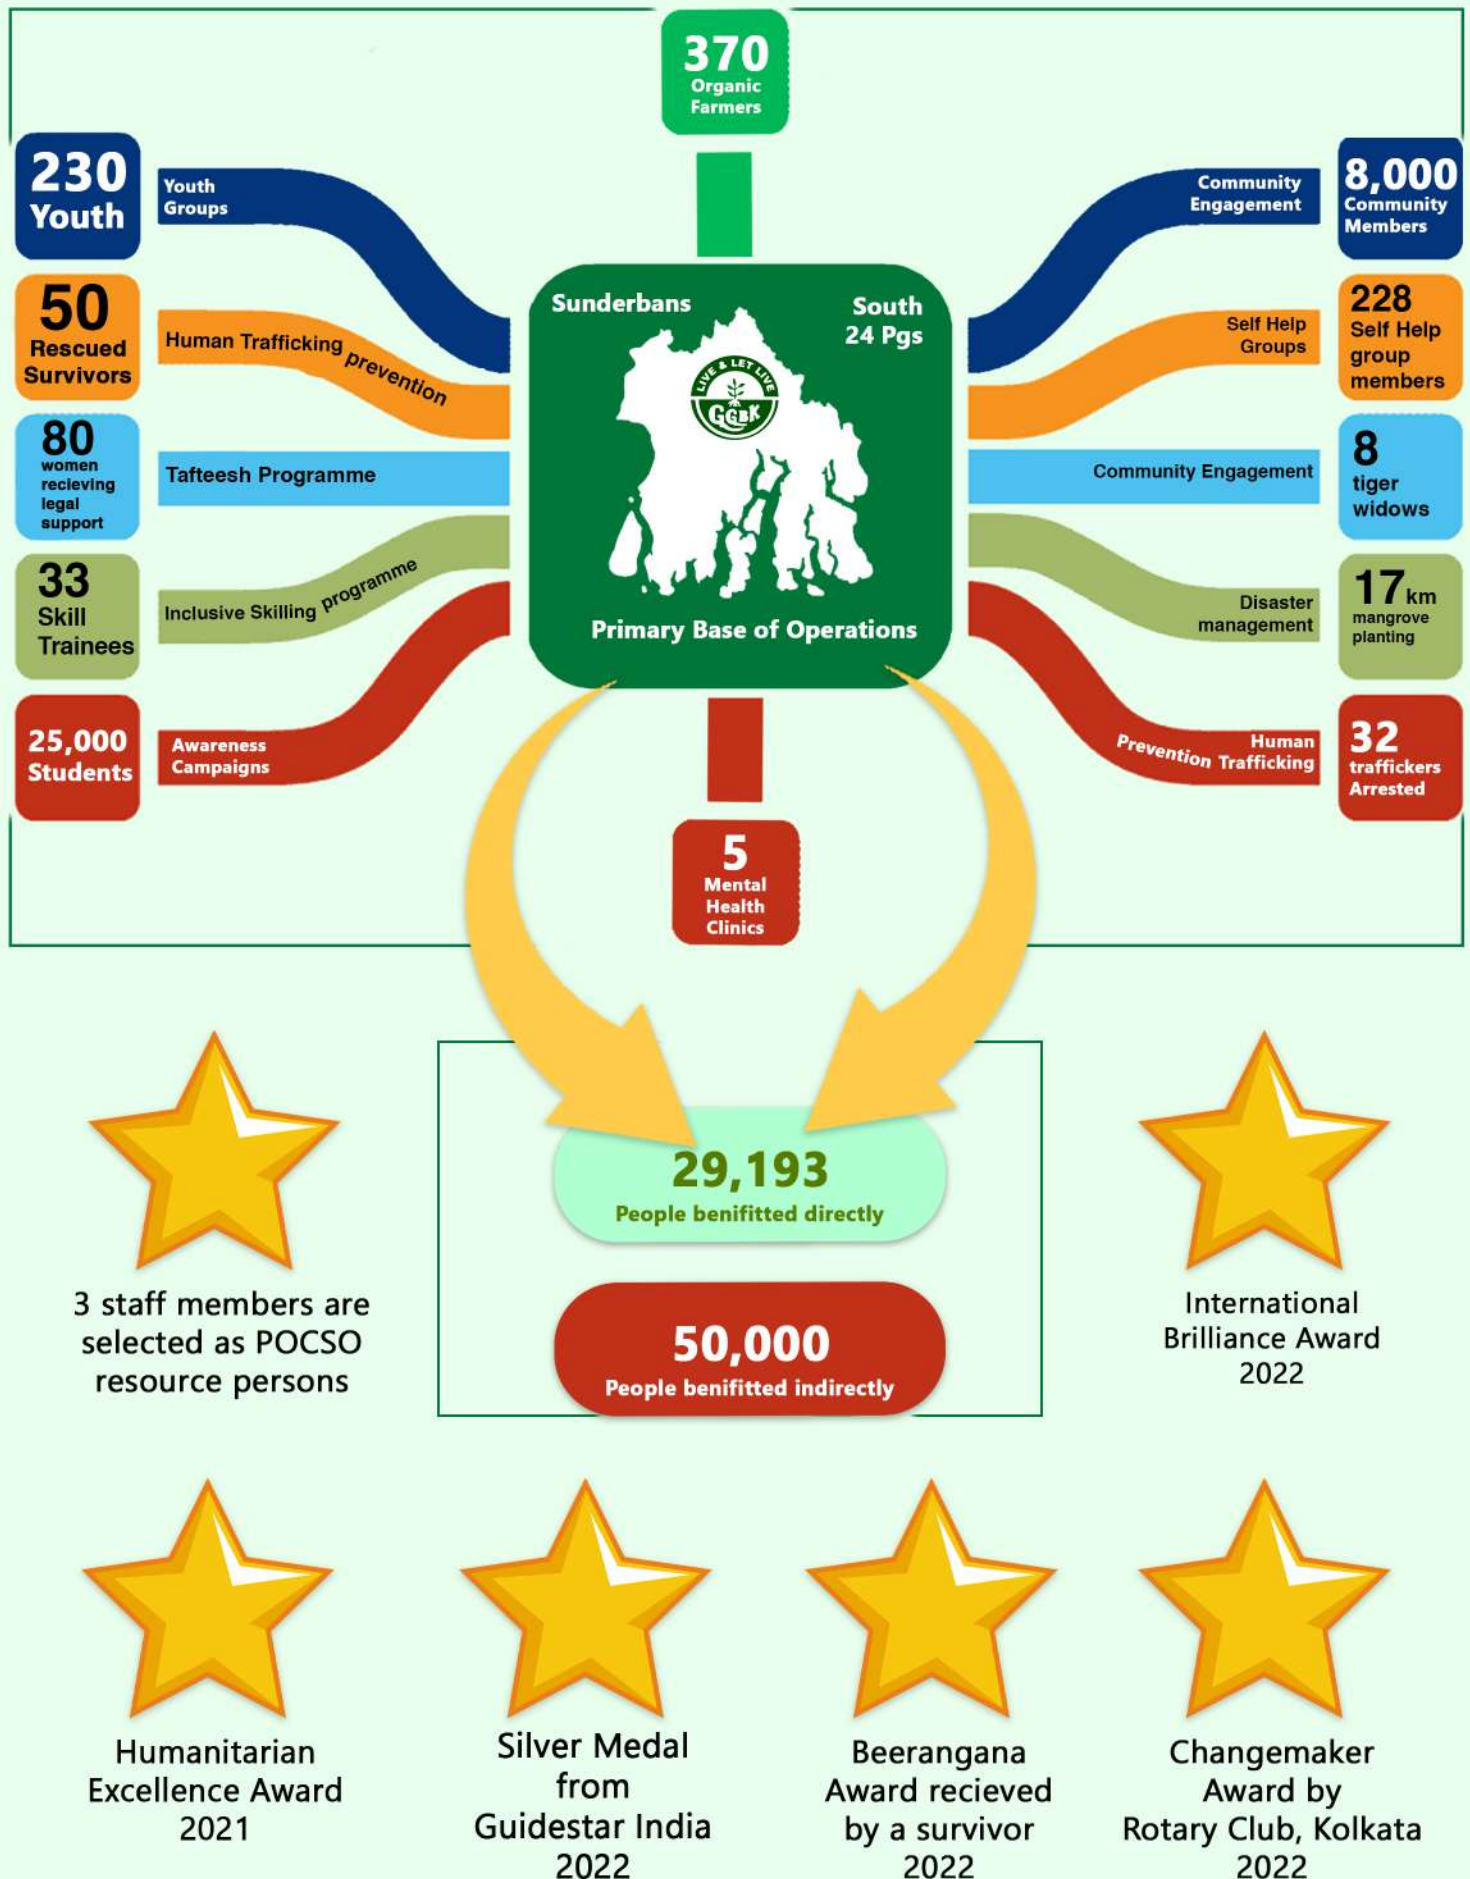 370
Organic
Farmers
230
Youth
Youth
Groups
50
Rescued
Survivors
Human Trafficking prevention
80
women
recieving
legal
support
Tafteesh Programme
33
Skill
Trainees
Inclusive Skilling programme
25,000
Students
Awareness
Campaigns
Sunderbans
South
24 Pgs
LIVE & LET LIVE
GGBK
Primary Base of Operations
Community
Engagement
8,000
Community
Members
Self Help
Groups
228
Self Help
group
members
Community Engagement
8
tiger
widows
Disaster
management
17 km
mangrove
planting
Human
Prevention Trafficking
32
traffickers
Arrested
5
Mental
Health
Clinics
29,193
People benifitted directly
50,000
People benifitted indirectly
3 staff members are
selected as POCSO
resource persons
International
Brilliance Award
2022
Humanitarian
Excellence Award
2021
Silver Medal
from
Guidestar India
2022
Beerangana
Award recieved
by a survivor
2022
Changemaker
Award by
Rotary Club, Kolkata
2022